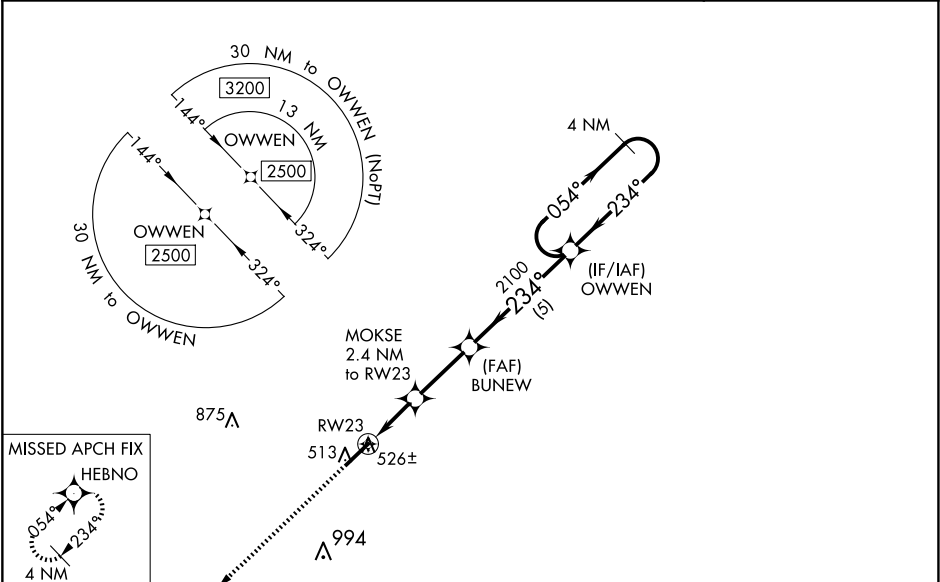 30 NM to OWWEN (NoPT)
3200
13 NM
144°
OWWEN
2500
324°
144°
OWWEN
2500
324°
30 NM to OWWEN
4 NM
054°
234°
(IF/IAF)
OWWEN
2100
234°
(5)
MOKSE
2.4 NM
to RW23
(FAF)
BUNEW
875
RW23
513
526±
994
MISSED APCH FIX
HEBNO
054°
234°
4 NM